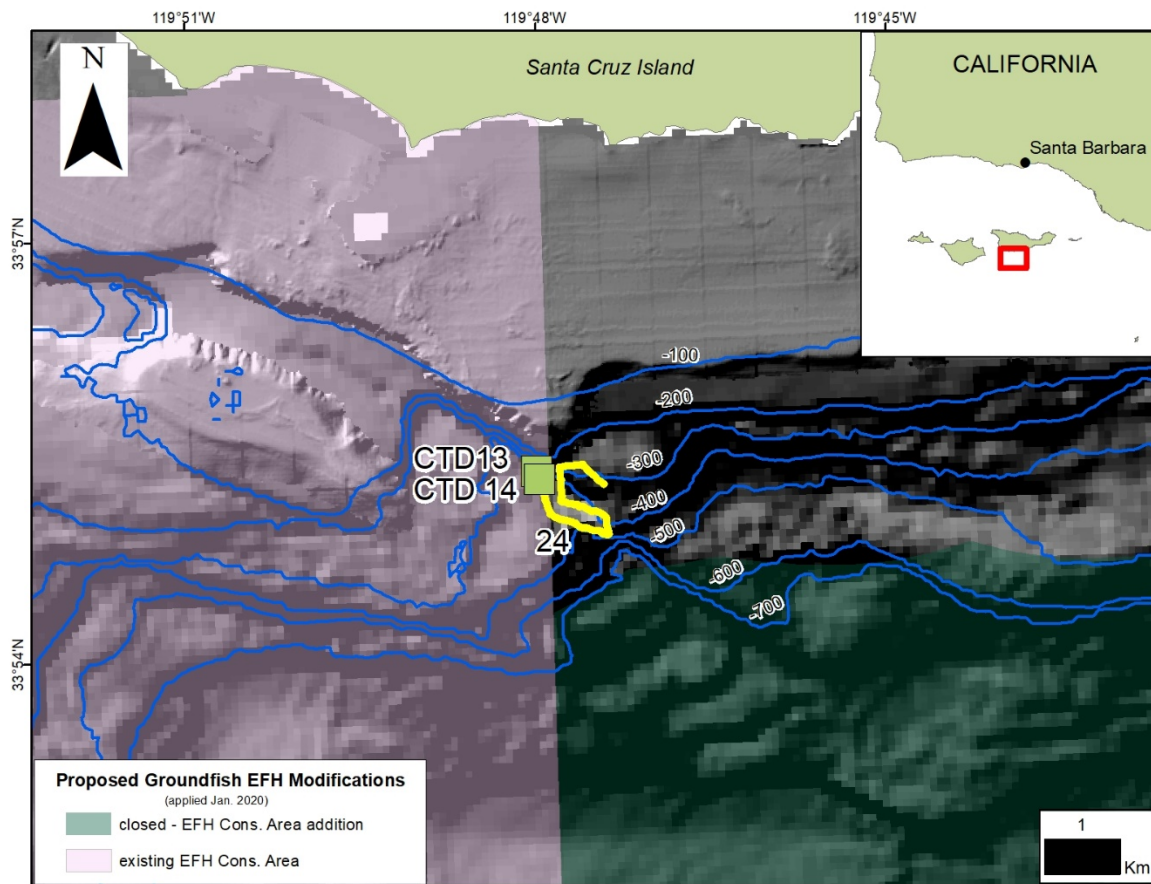 119°51'W
119°48'W
119°45'W
N
Santa Cruz Island
CALIFORNIA
Santa Barbara
33°57'N
-100
-200
-300
-400
-500
-600
-700
CTD13
CTD 14
24
33°54'N
Proposed Groundfish EFH Modifications
(applied Jan. 2020)
closed - EFH Cons. Area addition
existing EFH Cons. Area
1
Km